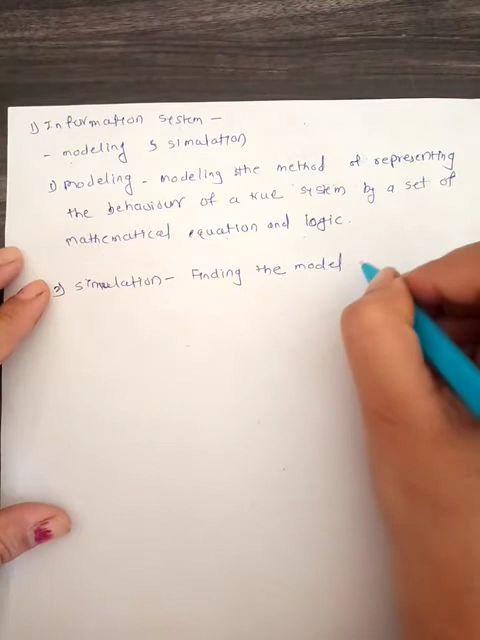 1) Information system -
- modeling & simulation
1) Modeling - modeling the method of representing
the behaviour of a true system by a set of
mathematical equation and logic.
2) Simulation - Finding the model